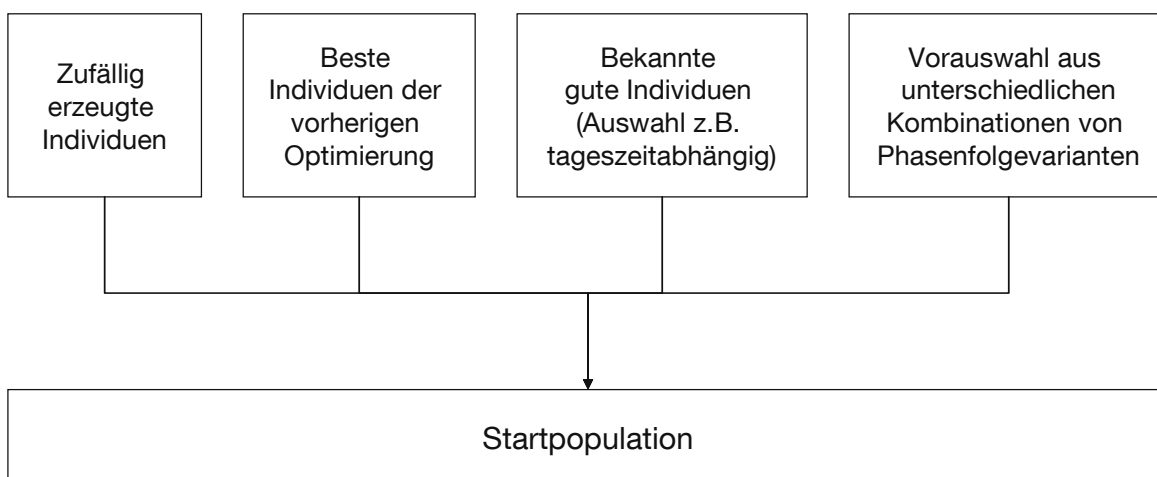 Zufällig
erzeugte
Individuen
Beste
Individuen der
vorherigen
Optimierung
Bekannte
gute Individuen
(Auswahl z.B.
tageszeitabhängig)
Vorauswahl aus
unterschiedlichen
Kombinationen von
Phasenfolgevarianten
Startpopulation